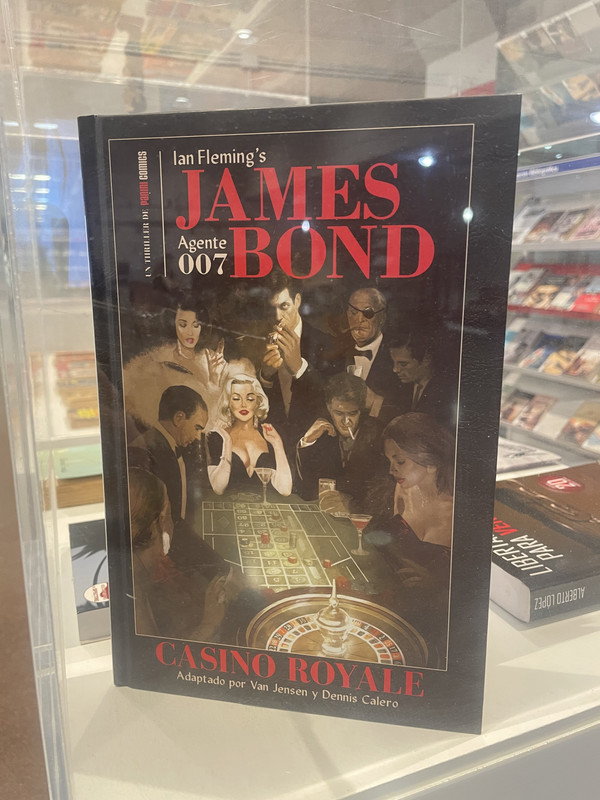 UN THRILLER DE PANINI COMICS
Ian Fleming's
JAMES
Agente
007
BOND
CASINO ROYALE
Adaptado por Van Jensen y Dennis Calero
20
PARA
ALBERTO LÓPEZ